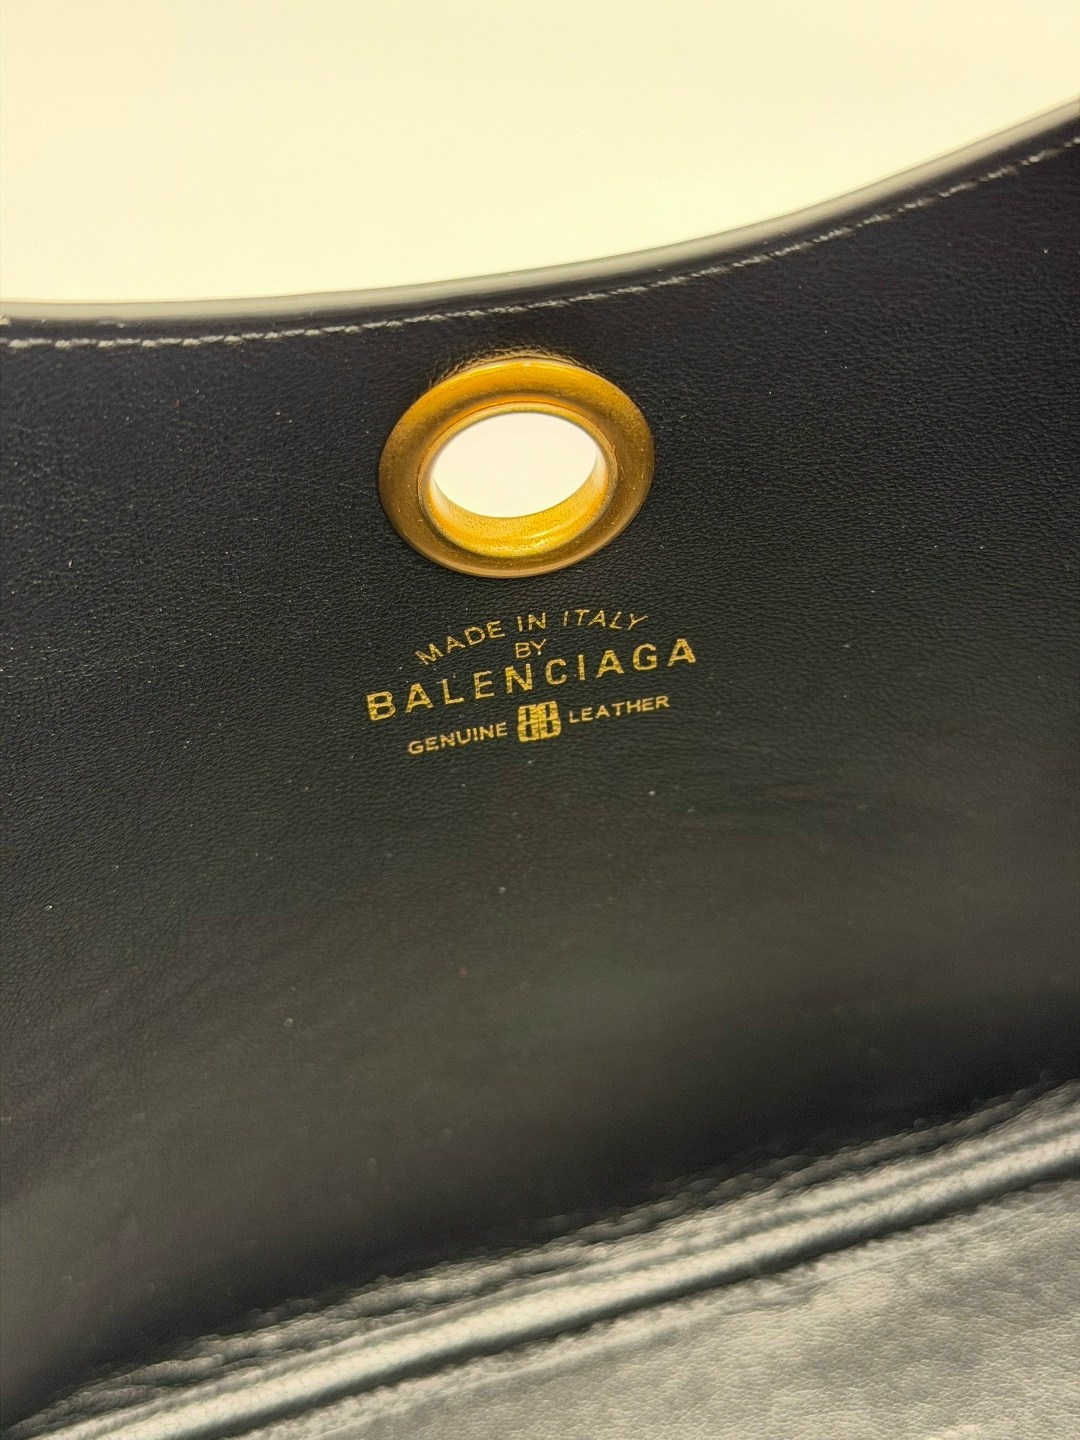 MADE IN ITALY
BY
BALENCIAGA
GENUINE BB LEATHER